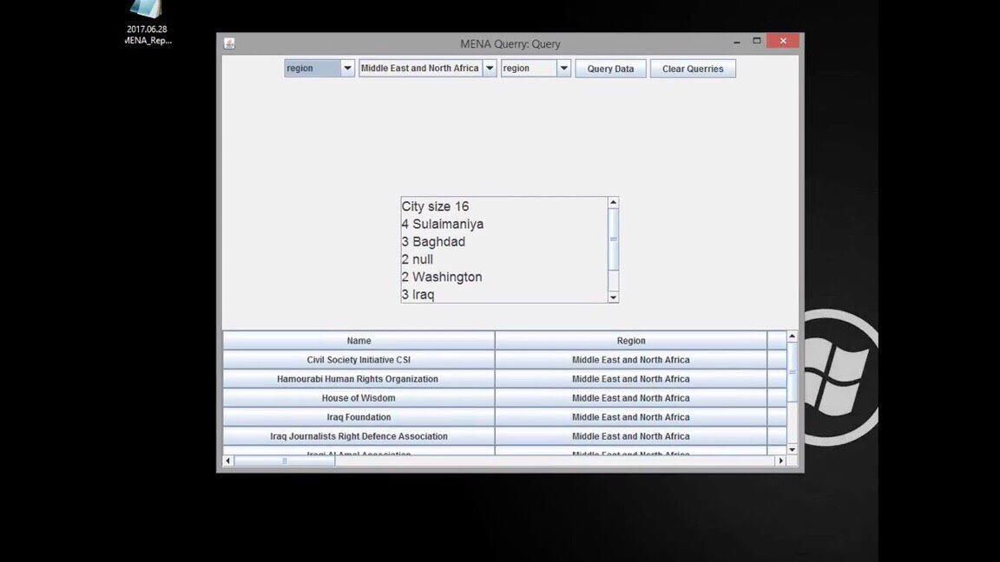 2017.06.28
MENA_Rep...
MENA Querry: Query
region Middle East and North Africa region Query Data Clear Querries
City size 16
4 Sulaimaniya
3 Baghdad
2 null
2 Washington
3 Iraq
Name Region
Civil Society Initiative CSI Middle East and North Africa
Hamourabi Human Rights Organization Middle East and North Africa
House of Wisdom Middle East and North Africa
Iraq Foundation Middle East and North Africa
Iraq Journalists Right Defence Association Middle East and North Africa
Iraqi Al Amal Association Middle East and North Africa